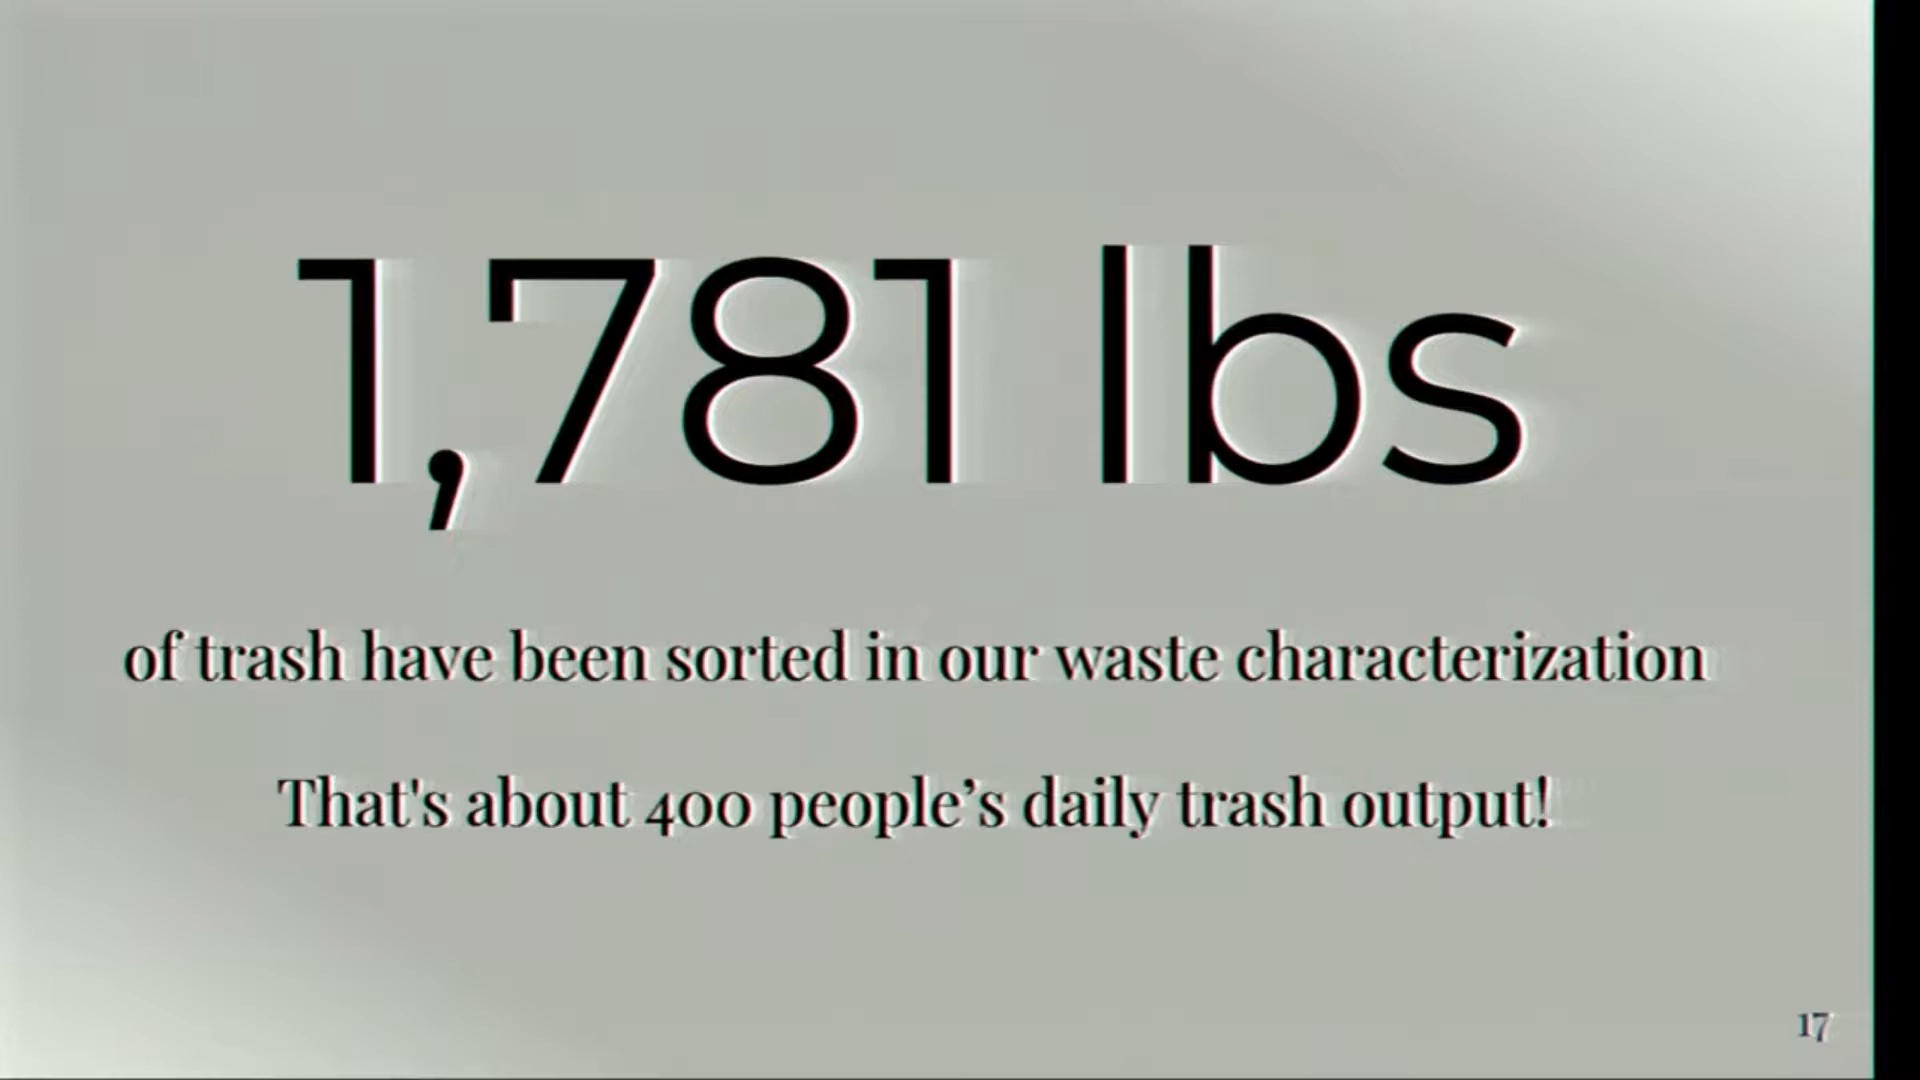 1,781 lbs
of trash have been sorted in our waste characterization
That's about 400 people’s daily trash output!
17